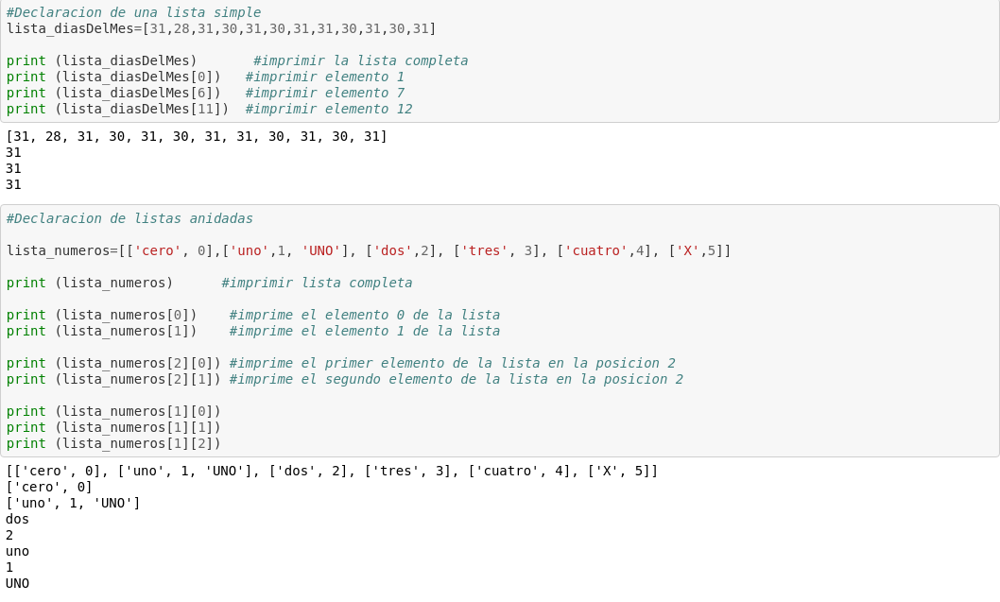 #Declaracion de una lista simple
lista_diasDelMes=[31,28,31,30,31,30,31,31,30,31,30,31]
print (lista_diasDelMes)       #imprimir la lista completa
print (lista_diasDelMes[0])   #imprimir elemento 1
print (lista_diasDelMes[6])   #imprimir elemento 7
print (lista_diasDelMes[11])  #imprimir elemento 12
[31, 28, 31, 30, 31, 30, 31, 31, 30, 31, 30, 31]
31
31
31
#Declaracion de listas anidadas
lista_numeros=[['cero', 0],['uno',1, 'UNO'], ['dos',2], ['tres', 3], ['cuatro',4], ['X',5]]
print (lista_numeros)      #imprimir lista completa
print (lista_numeros[0])    #imprime el elemento 0 de la lista
print (lista_numeros[1])    #imprime el elemento 1 de la lista
print (lista_numeros[2][0]) #imprime el primer elemento de la lista en la posicion 2
print (lista_numeros[2][1]) #imprime el segundo elemento de la lista en la posicion 2
print (lista_numeros[1][0])
print (lista_numeros[1][1])
print (lista_numeros[1][2])
[['cero', 0], ['uno', 1, 'UNO'], ['dos', 2], ['tres', 3], ['cuatro', 4], ['X', 5]]
['cero', 0]
['uno', 1, 'UNO']
dos
2
uno
1
UNO